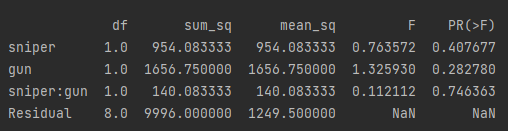 df sum_sq mean_sq F PR(>F)
sniper 1.0 954.083333 954.083333 0.763572 0.407677
gun 1.0 1656.750000 1656.750000 1.325930 0.282780
sniper:gun 1.0 140.083333 140.083333 0.112112 0.746363
Residual 8.0 9996.000000 1249.500000 NaN NaN